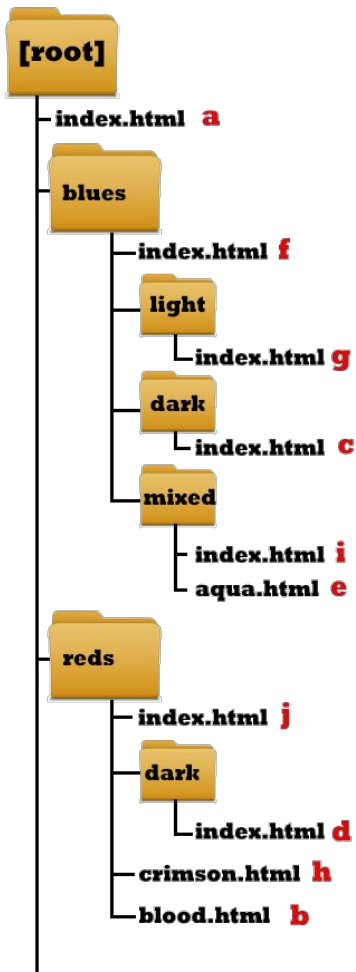 [root]
index.html a
blues
index.html f
light
index.html g
dark
index.html c
mixed
index.html i
aqua.html e
reds
index.html j
dark
index.html d
crimson.html h
blood.html b